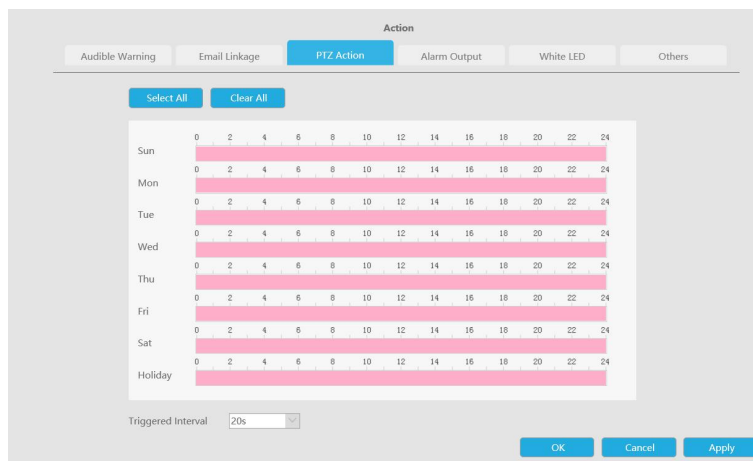 Action
Audible Warning Email Linkage PTZ Action Alarm Output White LED Others
Select All Clear All
0 2 4 6 8 10 12 14 16 18 20 22 24
Sun
0 2 4 6 8 10 12 14 16 18 20 22 24
Mon
0 2 4 6 8 10 12 14 16 18 20 22 24
Tue
0 2 4 6 8 10 12 14 16 18 20 22 24
Wed
0 2 4 6 8 10 12 14 16 18 20 22 24
Thu
0 2 4 6 8 10 12 14 16 18 20 22 24
Fri
0 2 4 6 8 10 12 14 16 18 20 22 24
Sat
0 2 4 6 8 10 12 14 16 18 20 22 24
Holiday
Triggered Interval 20s
OK Cancel Apply